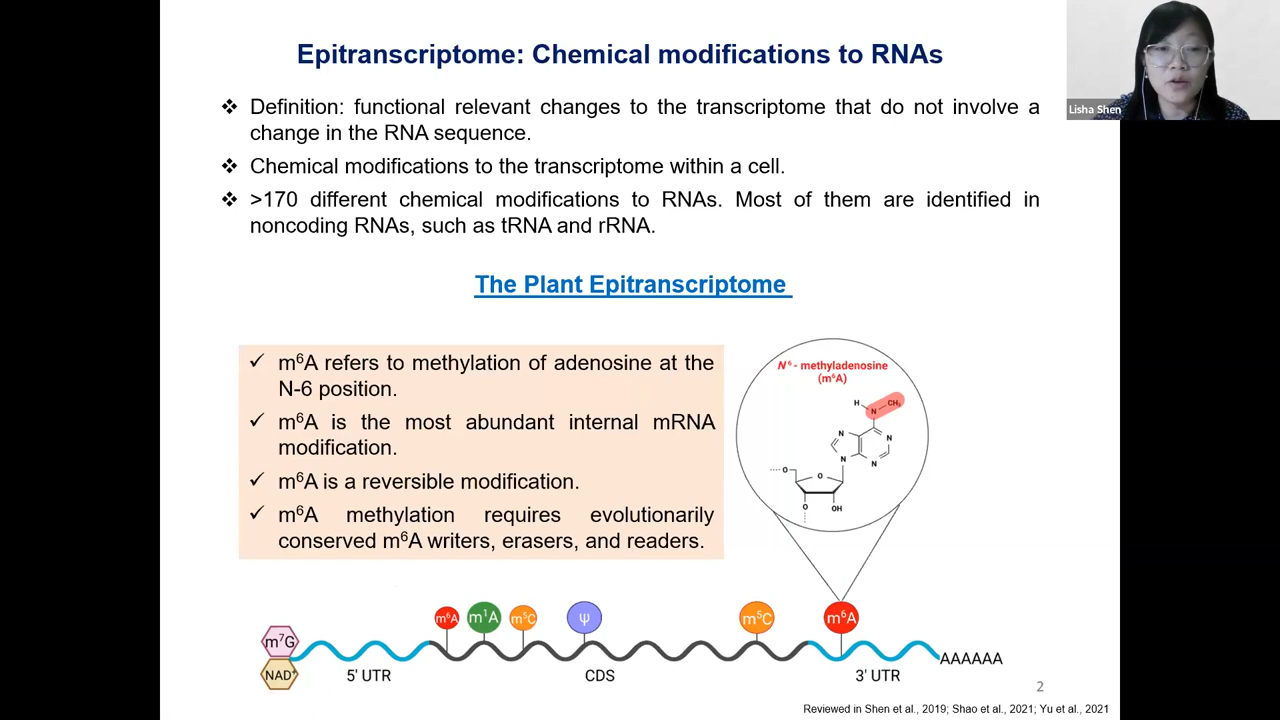 Epitranscriptome: Chemical modifications to RNAs
Lisha Shen
❖ Definition: functional relevant changes to the transcriptome that do not involve a
change in the RNA sequence.
❖ Chemical modifications to the transcriptome within a cell.
❖ >170 different chemical modifications to RNAs. Most of them are identified in
noncoding RNAs, such as tRNA and rRNA.
The Plant Epitranscriptome
✓ m⁶A refers to methylation of adenosine at the
N-6 position.
✓ m⁶A is the most abundant internal mRNA
modification.
✓ m⁶A is a reversible modification.
✓ m⁶A methylation requires evolutionarily
conserved m⁶A writers, erasers, and readers.
N⁶ - methyladenosine
(m⁶A)
H
N
CH₃
N
N
N
N
O
O
O
OH
m⁶A
m¹A
m⁵C
ψ
m⁵C
m⁶A
m⁷G
NAD⁺
AAAAAA
5' UTR
CDS
3' UTR
2
Reviewed in Shen et al., 2019; Shao et al., 2021; Yu et al., 2021